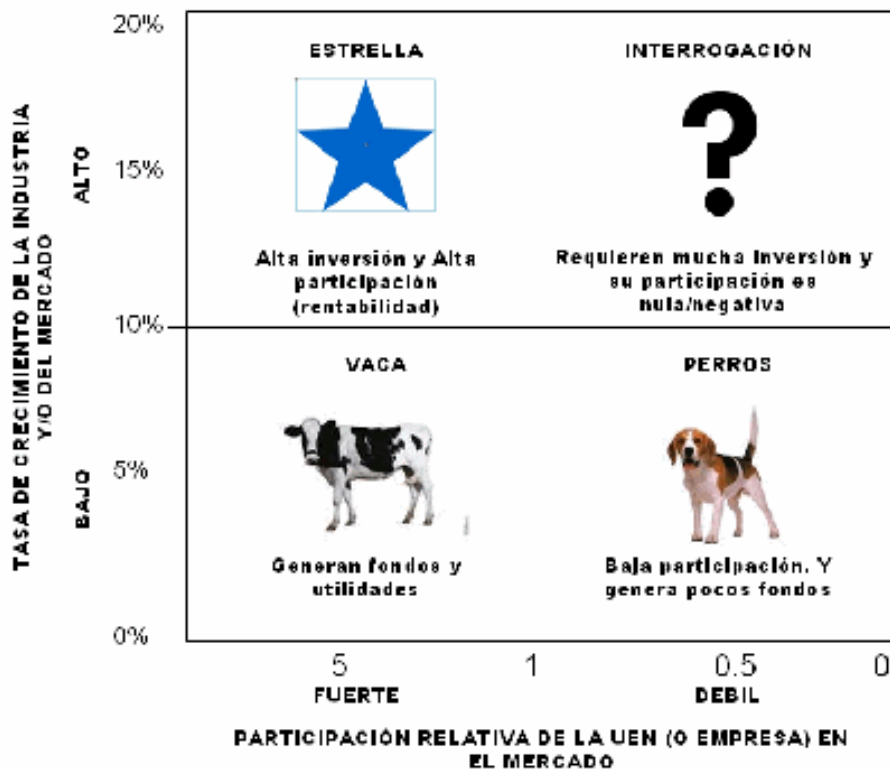 20%
ESTRELLA
INTERROGACIÓN
TASA DE CRECIMIENTO DE LA INDUSTRIA
Y/O DEL MERCADO
ALTO
15%
?
Alta inversión y Alta
participación
(rentabilidad)
Requieren mucha inversión y
su participación es
nula/negativa
10%
VACA
PERROS
BAJO
5%
Generan fondos y
utilidades
Baja participación. Y
genera pocos fondos
0%
5
1
0.5
0
FUERTE
DEBIL
PARTICIPACIÓN RELATIVA DE LA UEN (O EMPRESA) EN
EL MERCADO